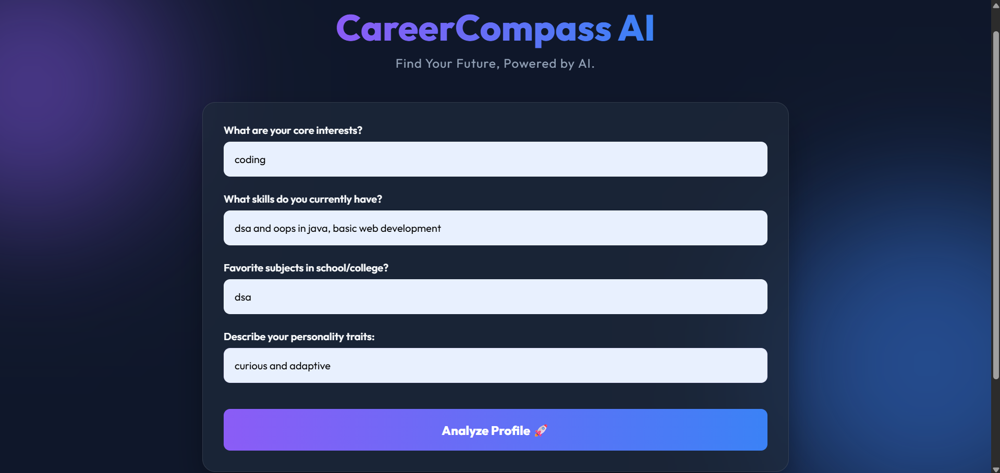 CareerCompass AI
Find Your Future, Powered by AI.
What are your core interests?
coding
What skills do you currently have?
dsa and oops in java, basic web development
Favorite subjects in school/college?
dsa
Describe your personality traits:
curious and adaptive
Analyze Profile 🚀